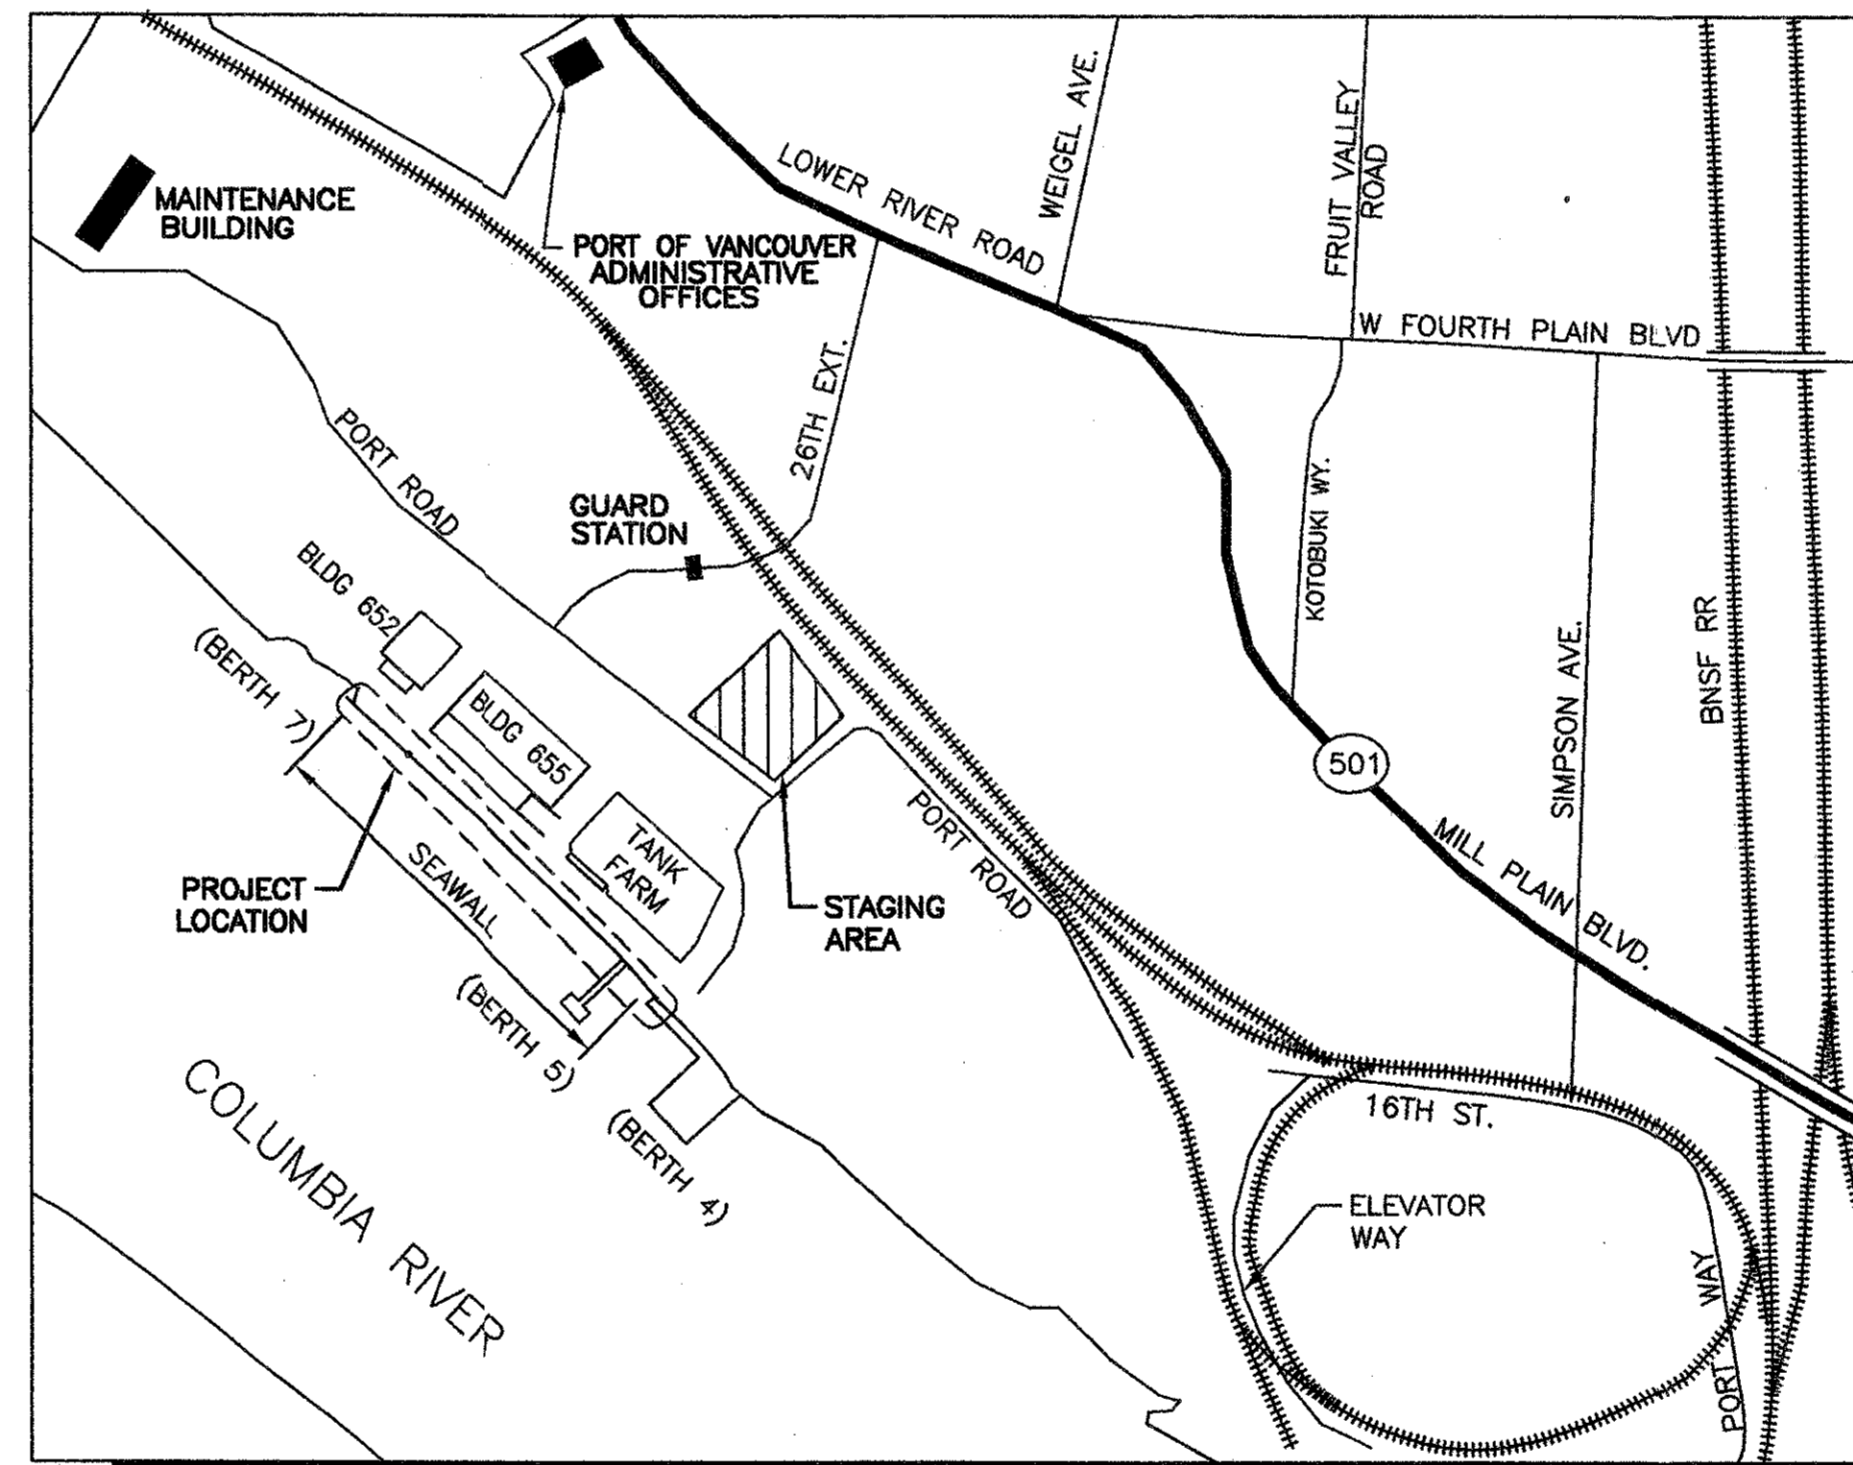 WEIGEL AVE.
FRUIT VALLEY
ROAD
LOWER RIVER ROAD
MAINTENANCE
BUILDING
PORT OF VANCOUVER
ADMINISTRATIVE
OFFICES
W FOURTH PLAIN BLVD
26TH EXT.
PORT ROAD
GUARD
STATION
KOTOBUKI WY.
BLDG 652
(BERTH 7)
BLDG 655
SIMPSON AVE.
BNSF RR
501
PORT ROAD
MILL PLAIN BLVD.
TANK
FARM
SEAWALL
PROJECT
LOCATION
STAGING
AREA
(BERTH 5)
(BERTH 4)
COLUMBIA RIVER
16TH ST.
ELEVATOR
WAY
PORT WAY